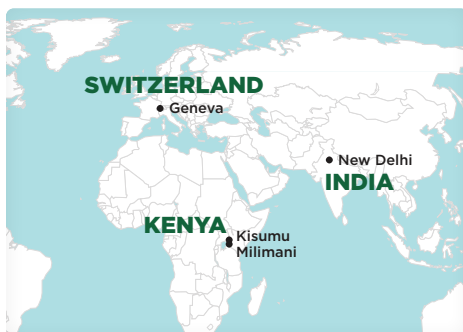 SWITZERLAND
Geneva
New Delhi
INDIA
KENYA
Kisumu
Milimani